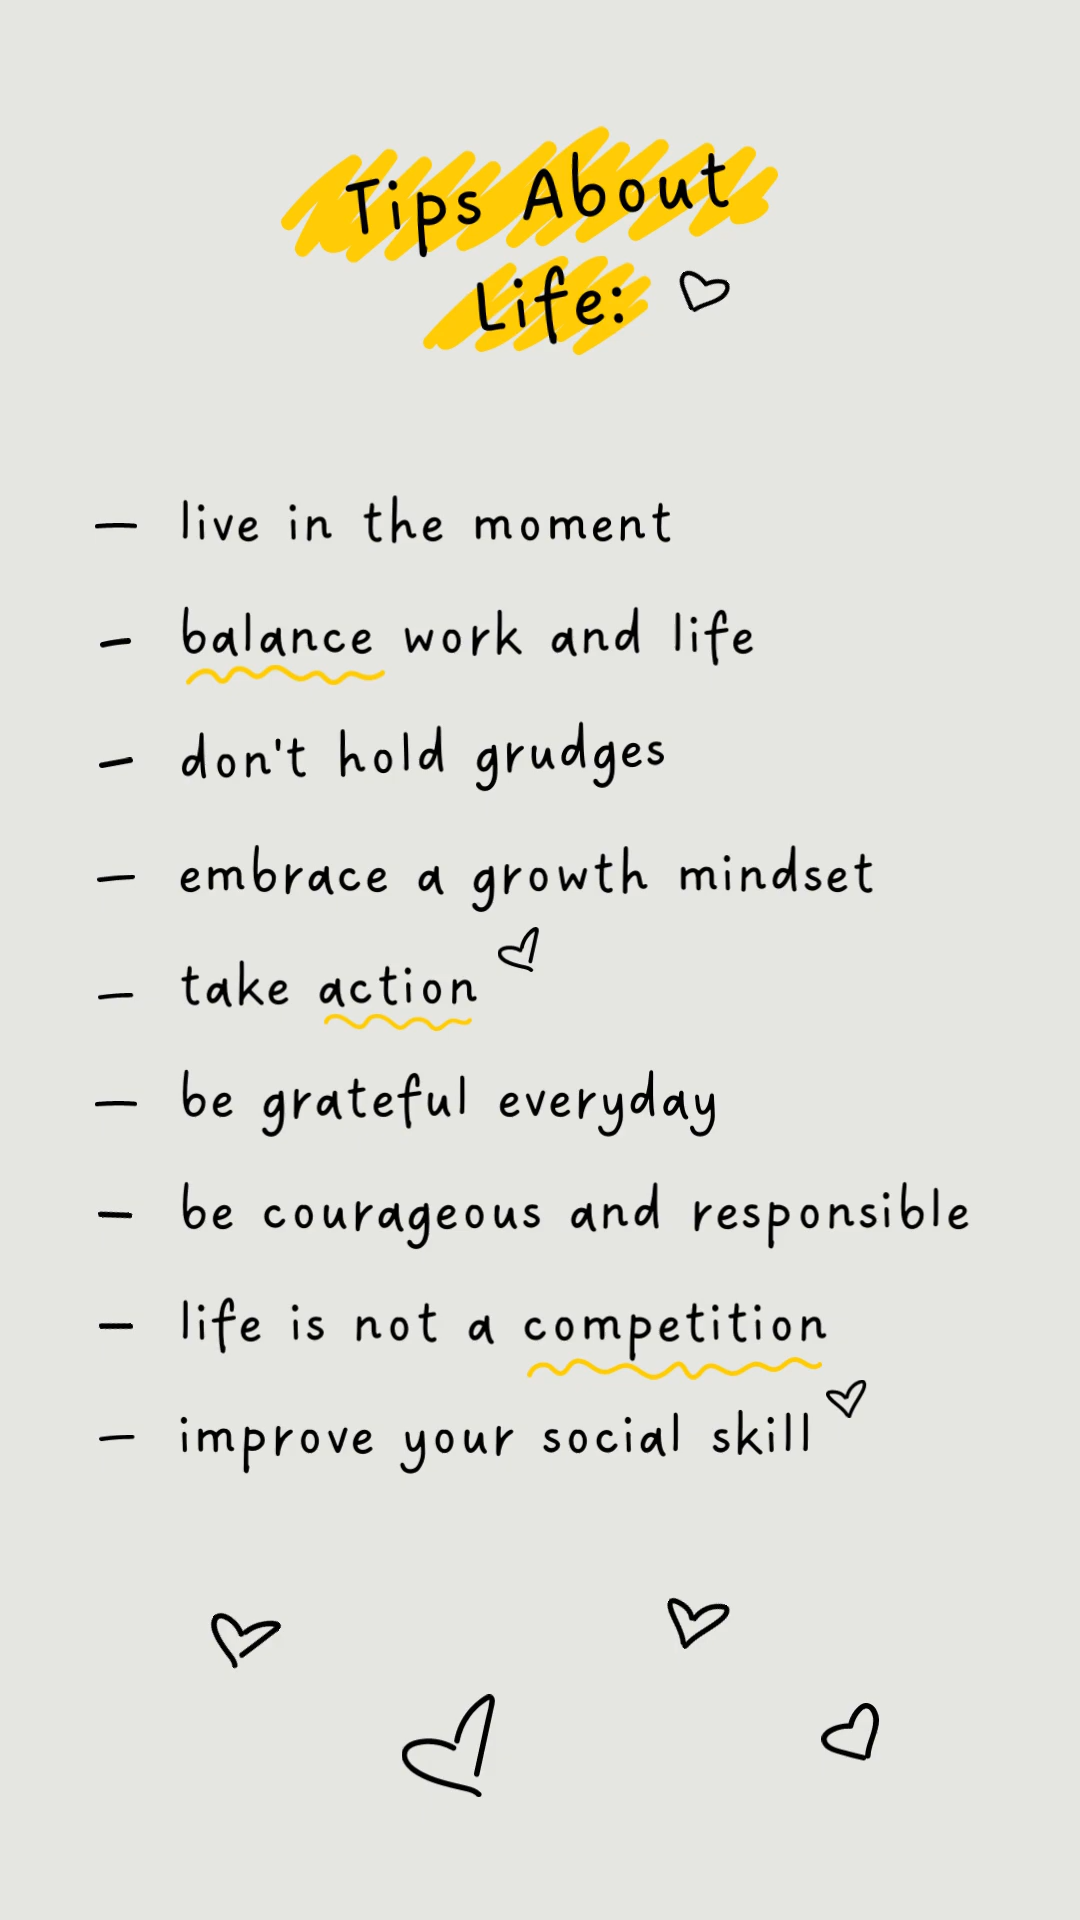 Tips About
Life:
— live in the moment
— balance work and life
— don't hold grudges
— embrace a growth mindset
— take action
— be grateful everyday
— be courageous and responsible
— life is not a competition
— improve your social skill